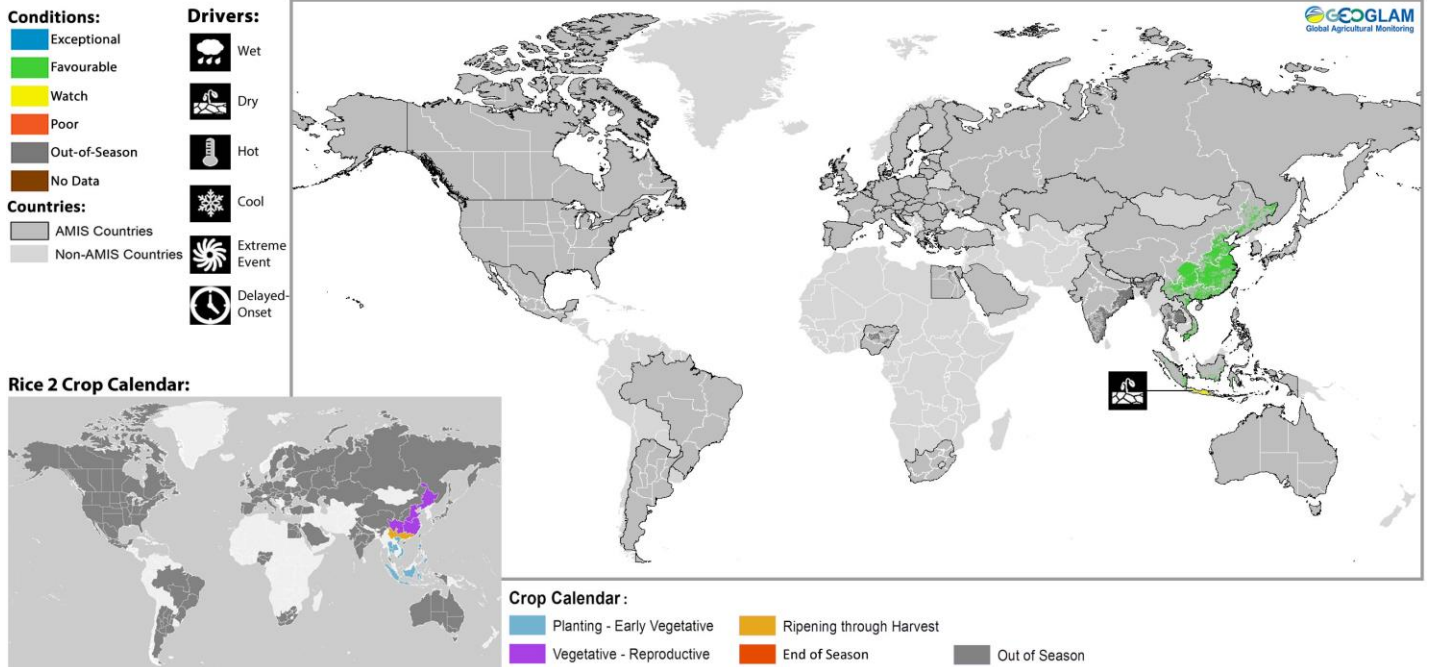 Conditions:
Exceptional
Favourable
Watch
Poor
Out-of-Season
No Data
Countries:
AMIS Countries
Non-AMIS Countries
Drivers:
Wet
Dry
Hot
Cool
Extreme
Event
Delayed-
Onset
GEOGLAM
Global Agricultural Monitoring
Rice 2 Crop Calendar:
Crop Calendar :
Planting - Early Vegetative
Ripening through Harvest
Vegetative - Reproductive
End of Season
Out of Season